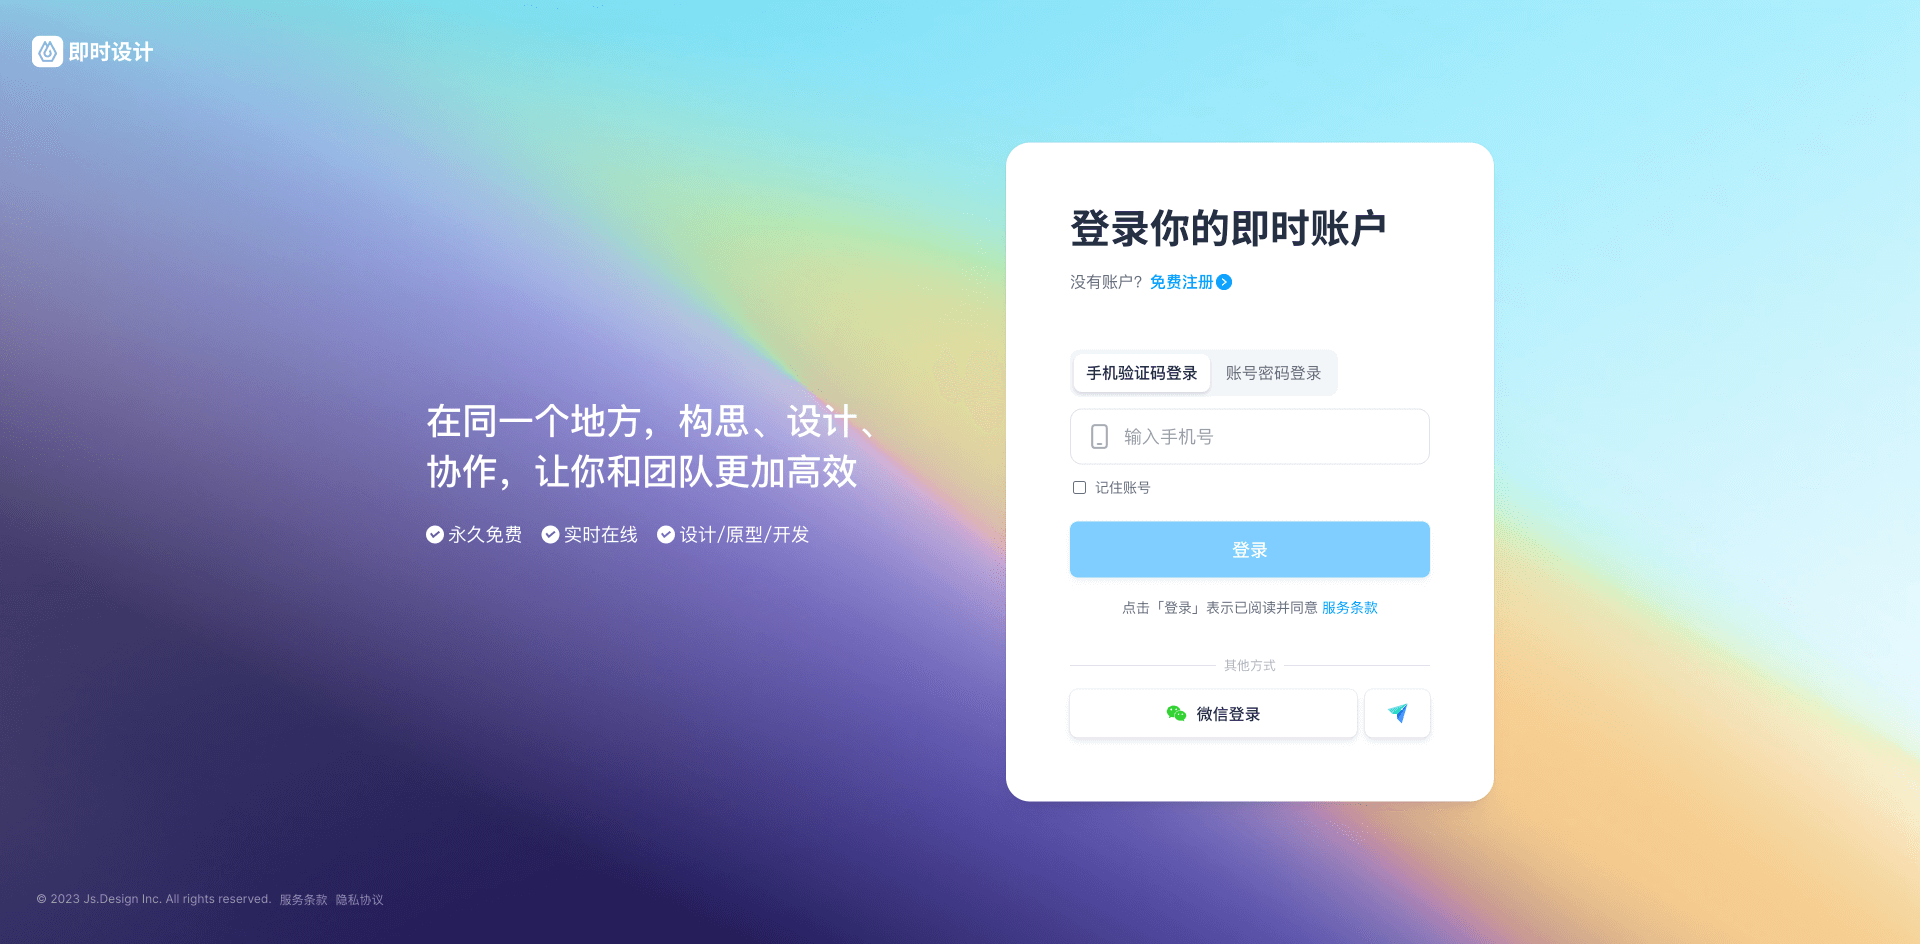 即时设计
在同一个地方，构思、设计、
协作，让你和团队更加高效
永久免费 实时在线 设计/原型/开发
登录你的即时账户
没有账户? 免费注册
手机验证码登录 账号密码登录
输入手机号
记住账号
登录
点击「登录」表示已阅读并同意 服务条款
其他方式
微信登录
© 2023 Js.Design Inc. All rights reserved. 服务条款 隐私协议